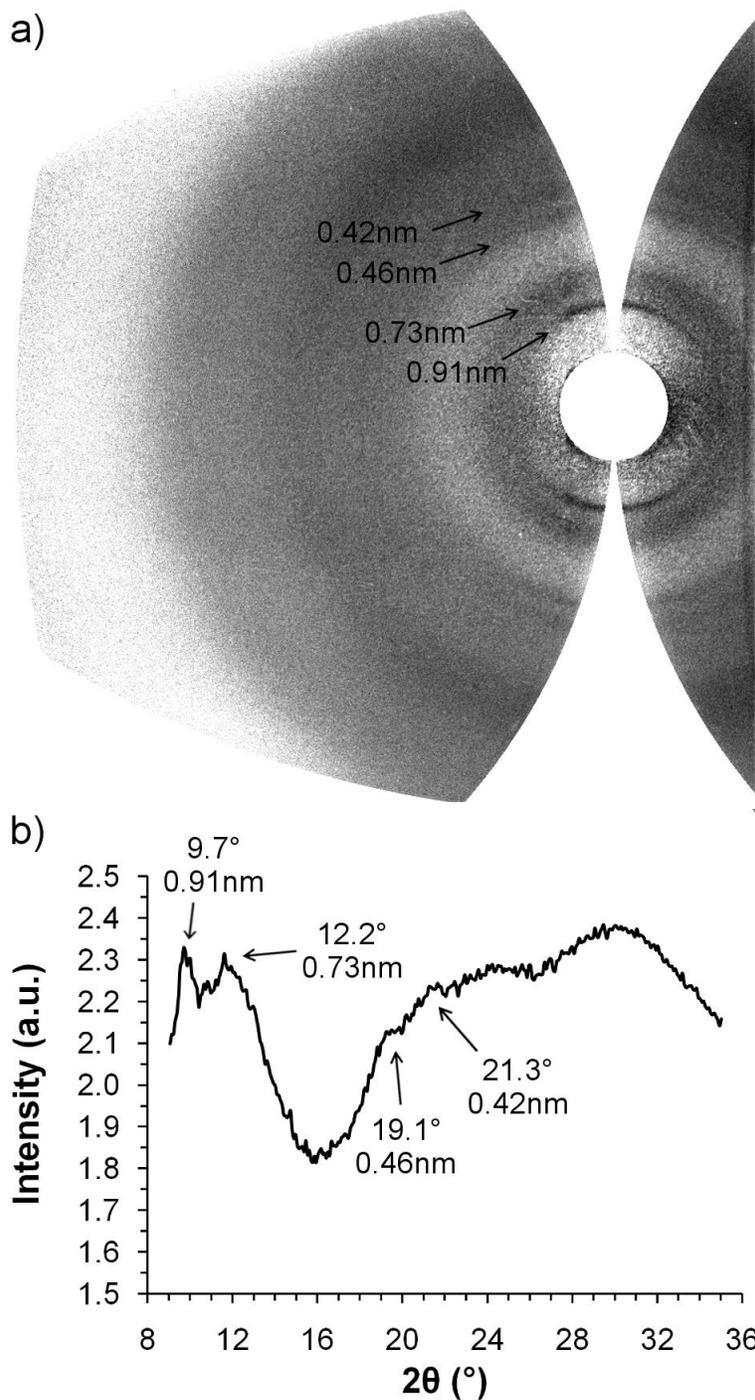 a)
0.42nm
0.46nm
0.73nm
0.91nm
b)
9.7°
0.91nm
12.2°
0.73nm
21.3°
0.42nm
19.1°
0.46nm
Intensity (a.u.)
2.5
2.4
2.3
2.2
2.1
2.0
1.9
1.8
1.7
1.6
1.5
8 12 16 20 24 28 32 36
2θ (°)